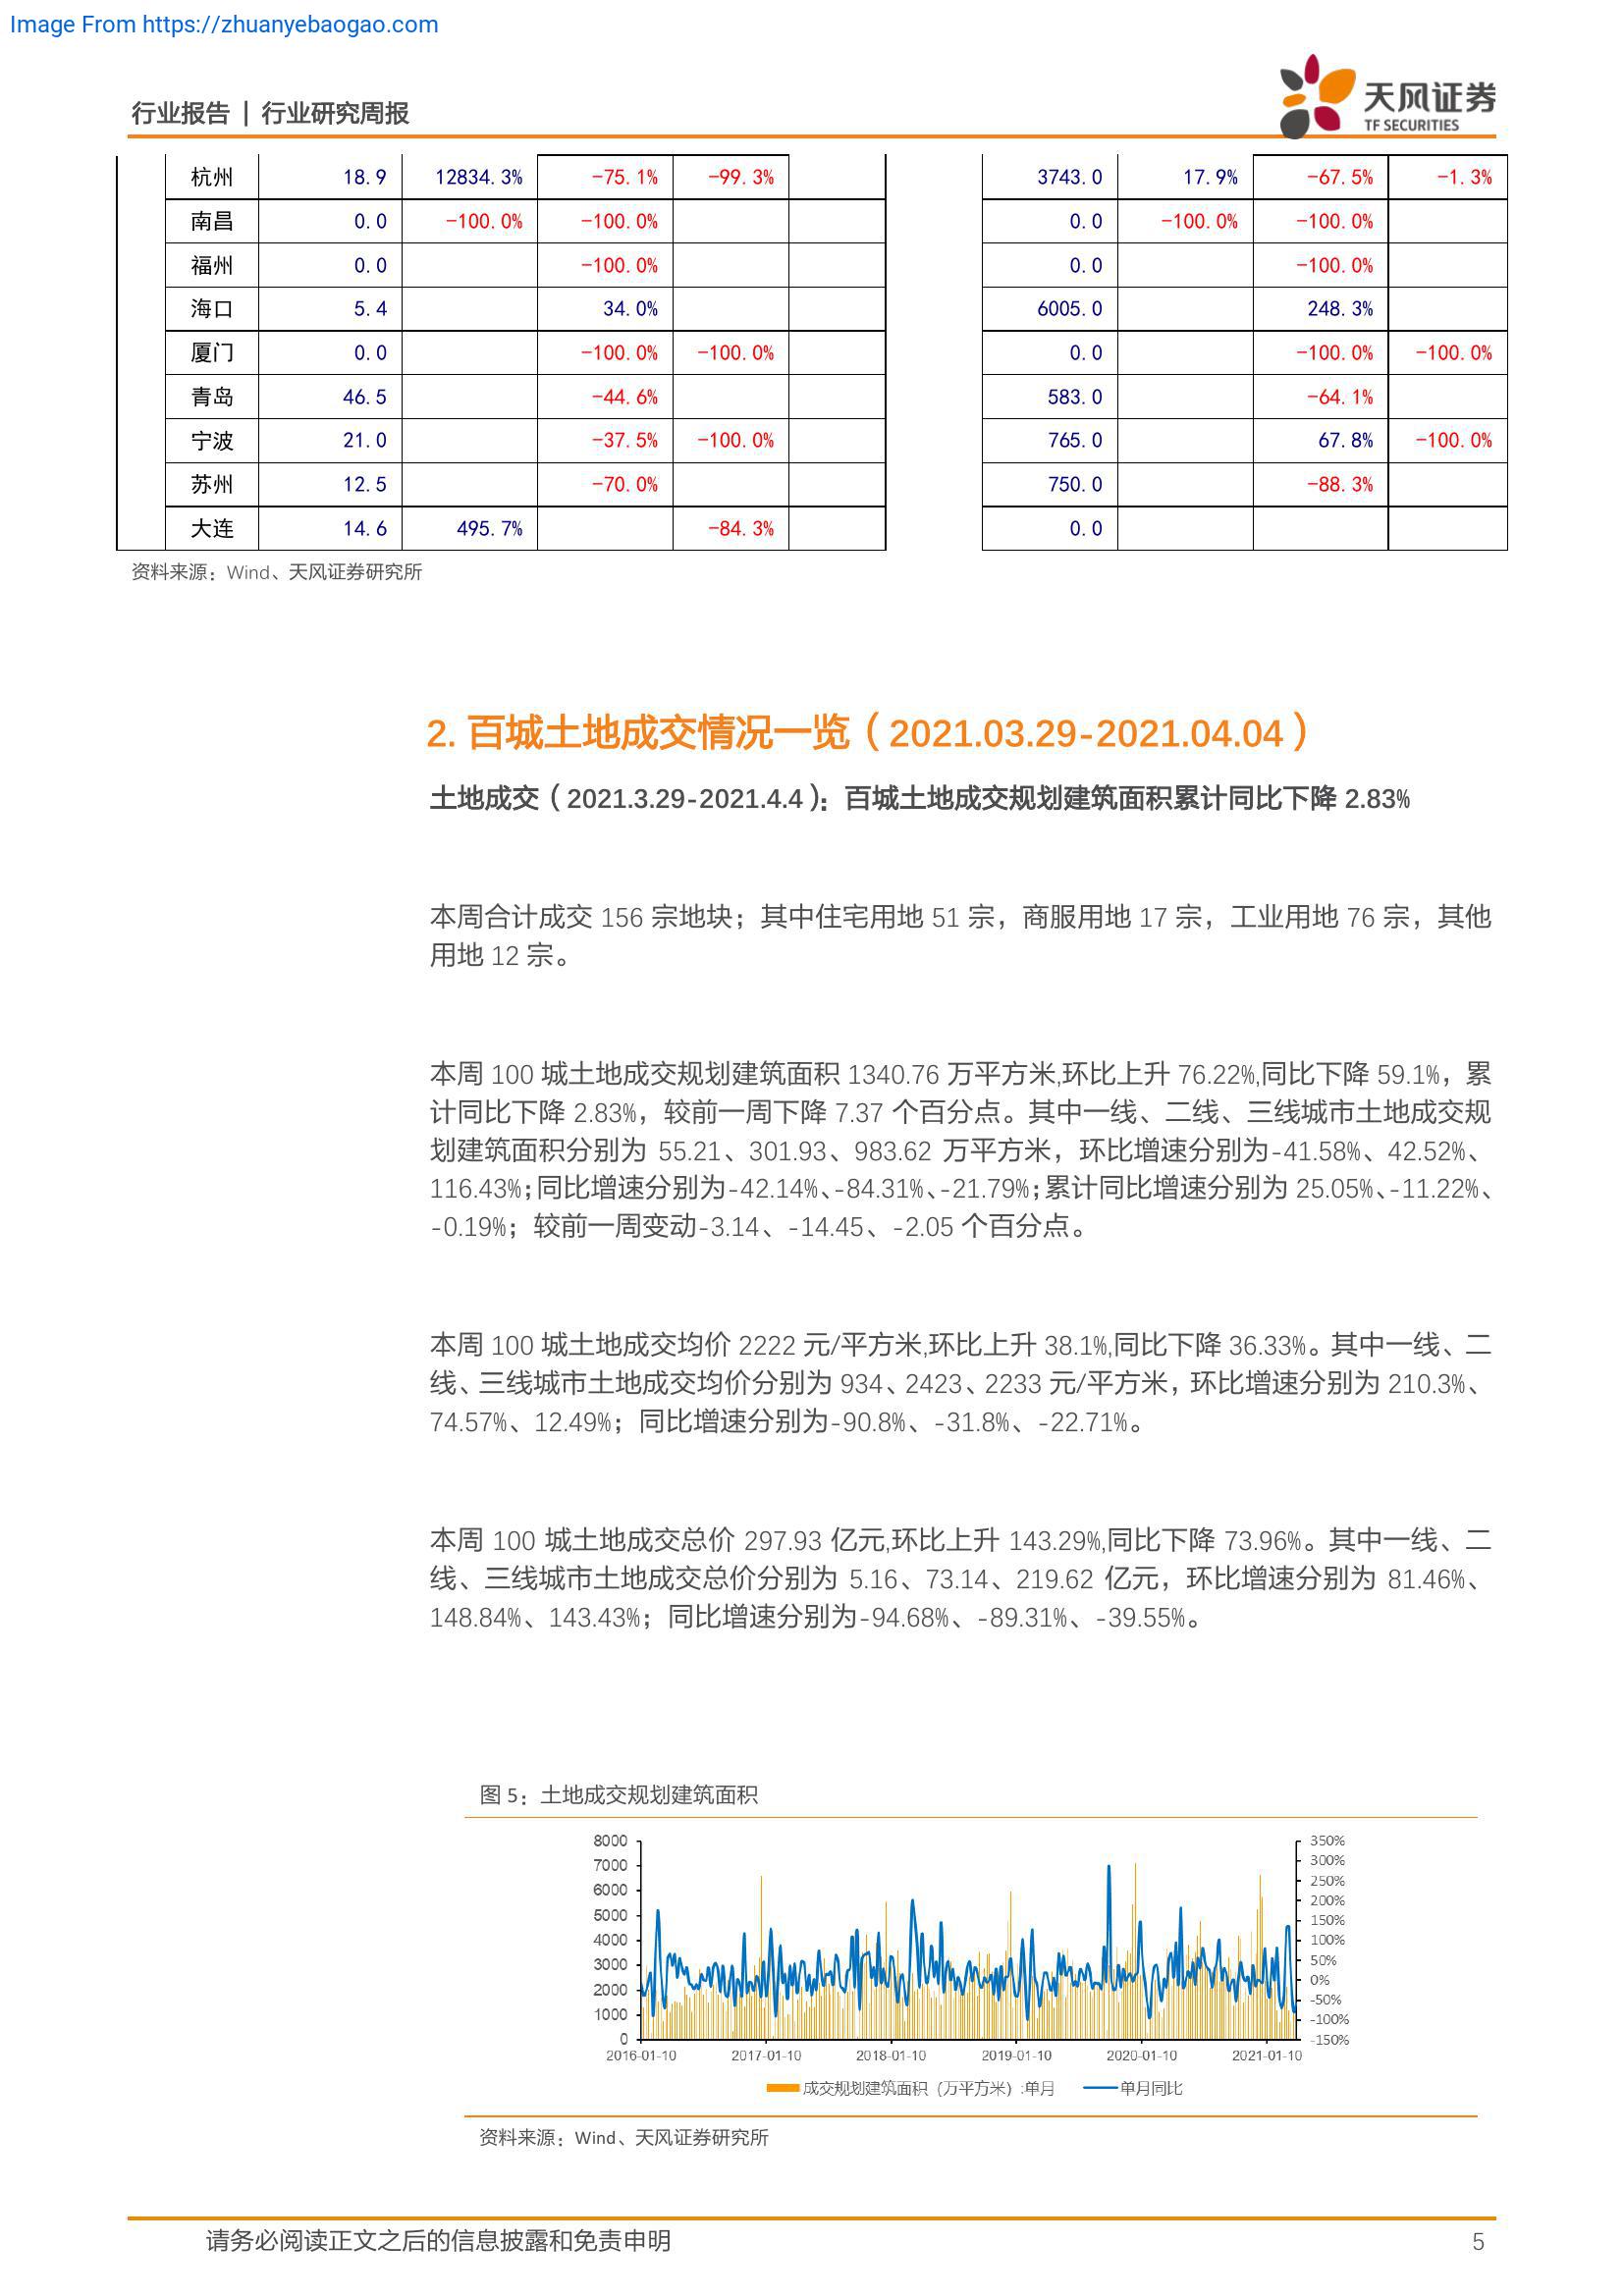 Image From https://zhuanyebaogao.com
行业报告 | 行业研究周报
天风证券
TF SECURITIES
杭州 18.9 12834.3% -75.1% -99.3% 3743.0 17.9% -67.5% -1.3%
南昌 0.0 -100.0% -100.0% 0.0 -100.0% -100.0%
福州 0.0 -100.0% 0.0 -100.0%
海口 5.4 34.0% 6005.0 248.3%
厦门 0.0 -100.0% -100.0% 0.0 -100.0% -100.0%
青岛 46.5 -44.6% 583.0 -64.1%
宁波 21.0 -37.5% -100.0% 765.0 67.8% -100.0%
苏州 12.5 -70.0% 750.0 -88.3%
大连 14.6 495.7% -84.3% 0.0
资料来源：Wind、天风证券研究所
2. 百城土地成交情况一览（2021.03.29-2021.04.04）
土地成交（2021.3.29-2021.4.4）：百城土地成交规划建筑面积累计同比下降 2.83%
本周合计成交 156 宗地块；其中住宅用地 51 宗，商服用地 17 宗，工业用地 76 宗，其他
用地 12 宗。
本周 100 城土地成交规划建筑面积 1340.76 万平方米,环比上升 76.22%,同比下降 59.1%，累
计同比下降 2.83%，较前一周下降 7.37 个百分点。其中一线、二线、三线城市土地成交规
划建筑面积分别为 55.21、301.93、983.62 万平方米，环比增速分别为-41.58%、42.52%、
116.43%；同比增速分别为-42.14%、-84.31%、-21.79%；累计同比增速分别为 25.05%、-11.22%、
-0.19%；较前一周变动-3.14、-14.45、-2.05 个百分点。
本周 100 城土地成交均价 2222 元/平方米,环比上升 38.1%,同比下降 36.33%。其中一线、二
线、三线城市土地成交均价分别为 934、2423、2233 元/平方米，环比增速分别为 210.3%、
74.57%、12.49%；同比增速分别为-90.8%、-31.8%、-22.71%。
本周 100 城土地成交总价 297.93 亿元,环比上升 143.29%,同比下降 73.96%。其中一线、二
线、三线城市土地成交总价分别为 5.16、73.14、219.62 亿元，环比增速分别为 81.46%、
148.84%、143.43%；同比增速分别为-94.68%、-89.31%、-39.55%。
图 5：土地成交规划建筑面积
8000 350%
7000 300%
6000 250%
5000 200%
4000 150%
3000 100%
2000 50%
1000 0%
0 -50%
-100%
-150%
2016-01-10 2017-01-10 2018-01-10 2019-01-10 2020-01-10 2021-01-10
成交规划建筑面积（万平方米）:单月 单月同比
资料来源：Wind、天风证券研究所
请务必阅读正文之后的信息披露和免责申明 5